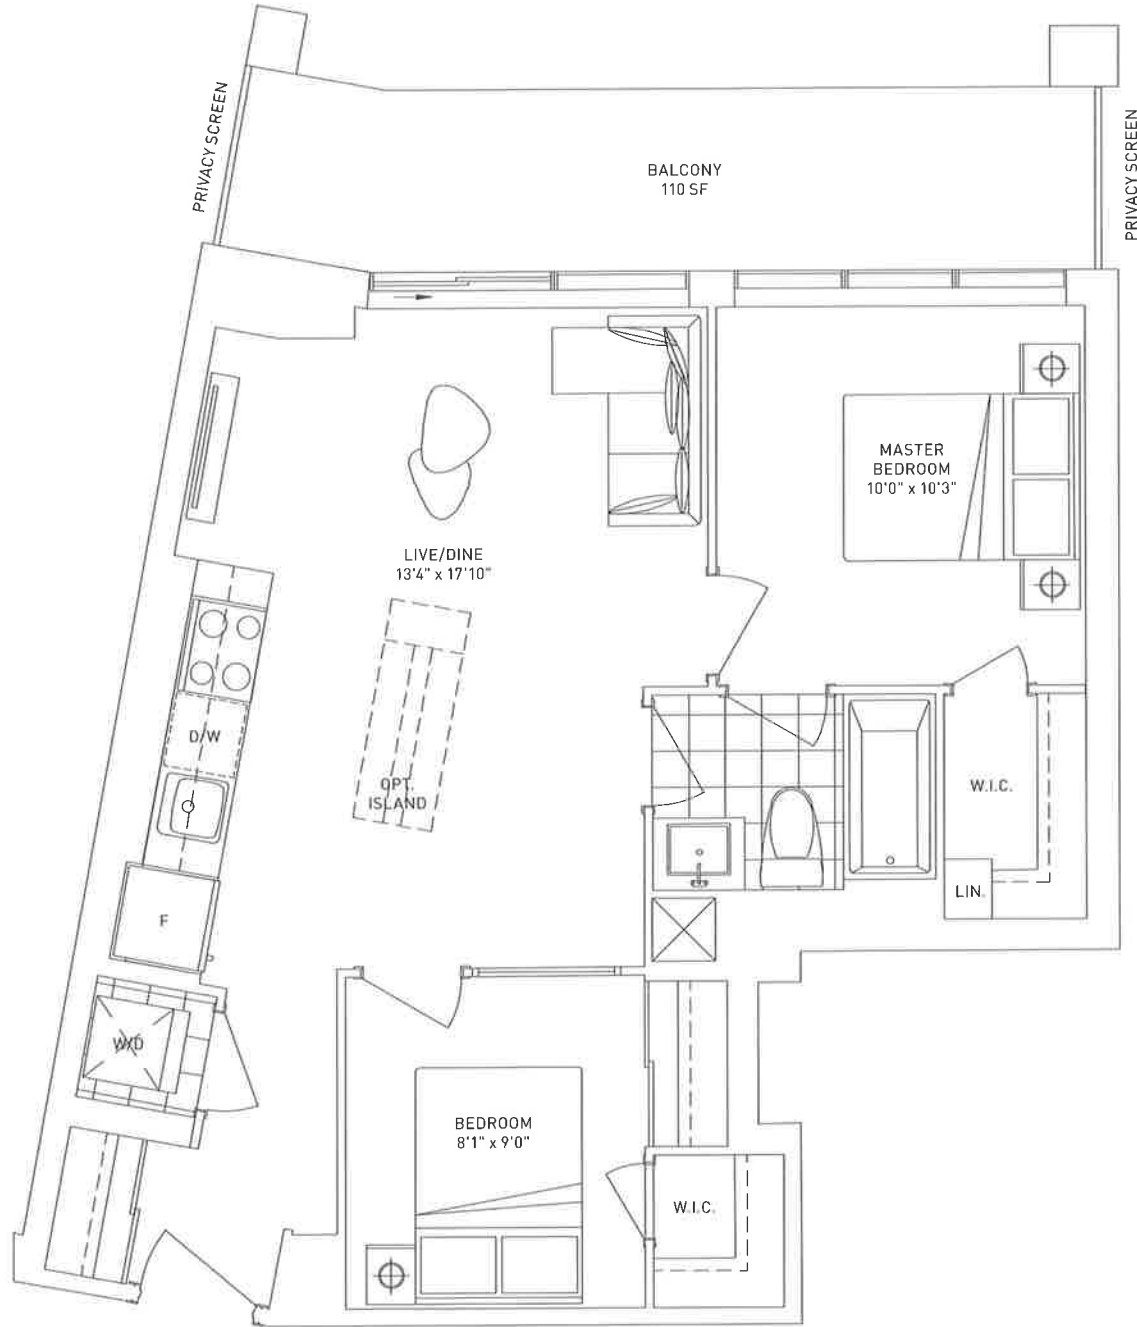 PRIVACY SCREEN
PRIVACY SCREEN
BALCONY
110 SF
MASTER
BEDROOM
10'0" x 10'3"
LIVE/DINE
13'4" x 17'10"
D/W
OPT.
ISLAND
W.I.C.
LIN.
F
W/D
BEDROOM
8'1" x 9'0"
W.I.C.